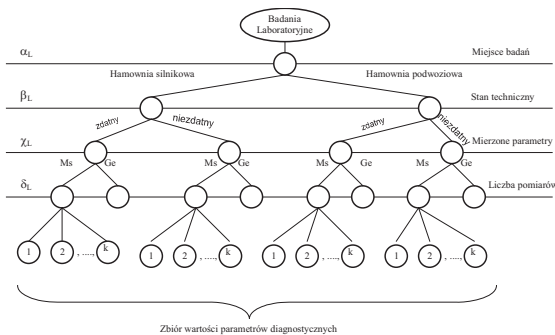 Badania
Laboratoryjne
α_L Miejsce badań
Hamownia silnikowa Hamownia podwoziowa
β_L Stan techniczny
zdatny niezdatny zdatny niezdatny
χ_L Mierzone parametry
Ms Ge Ms Ge Ms Ge Ms Ge
δ_L Liczba pomiarów
1 2 , ...., k 1 2 , ...., k 1 2 , ...., k 1 2 , ...., k
Zbiór wartości parametrów diagnostycznych